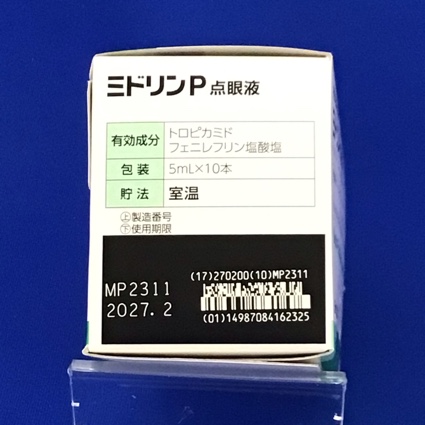 ミドリンP点眼液
有効成分 トロピカミド
フェニレフリン塩酸塩
包装 5mL×10本
貯法 室温
㊤製造番号
㊦使用期限
MP2311
2027.2
(17)270200(10)MP2311
(01)14987084162325